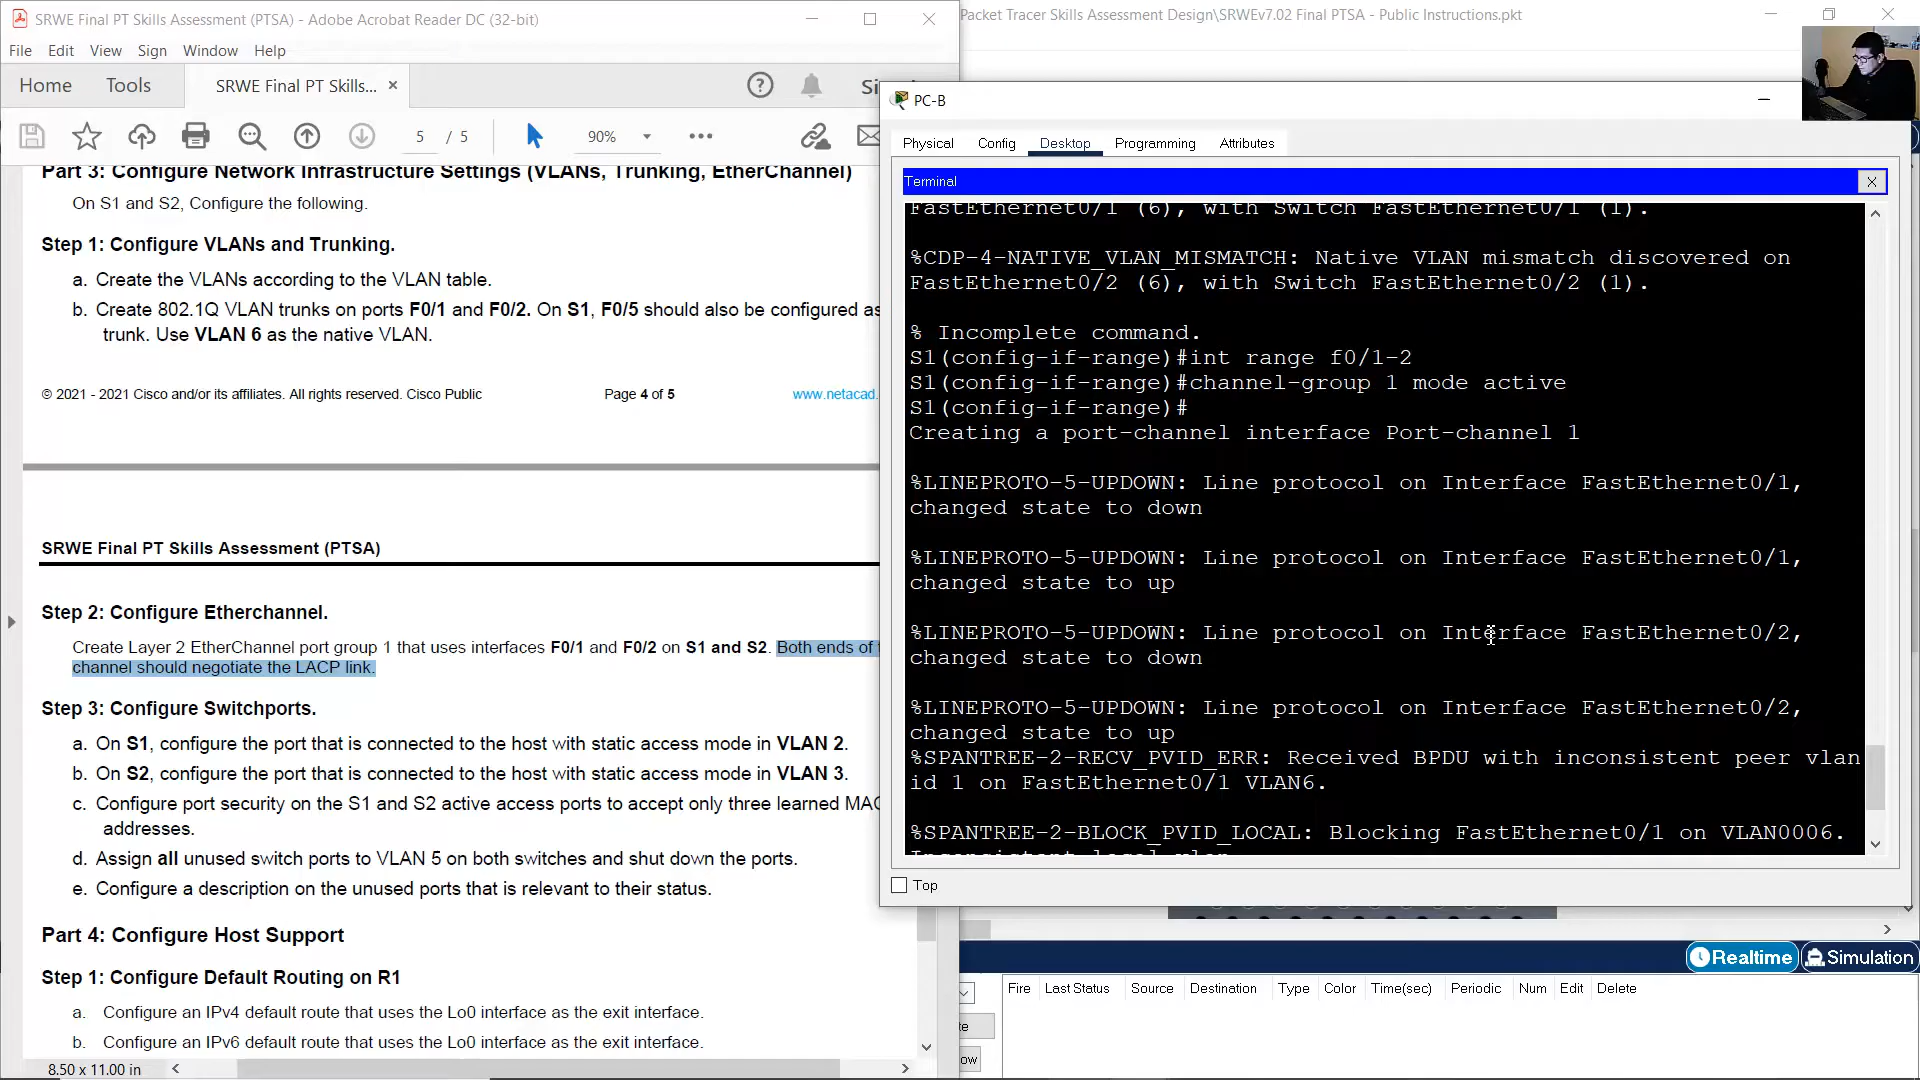 SRWE Final PT Skills Assessment (PTSA) - Adobe Acrobat Reader DC (32-bit)
Packet Tracer Skills Assessment Design\SRWEv7.02 Final PTSA - Public Instructions.pkt
File Edit View Sign Window Help
Home Tools SRWE Final PT Skills... ×
5 / 5 90%
Part 3: Configure Network Infrastructure Settings (VLANs, Trunking, EtherChannel)
On S1 and S2, Configure the following.
Step 1: Configure VLANs and Trunking.
a. Create the VLANs according to the VLAN table.
b. Create 802.1Q VLAN trunks on ports F0/1 and F0/2. On S1, F0/5 should also be configured as
trunk. Use VLAN 6 as the native VLAN.
© 2021 - 2021 Cisco and/or its affiliates. All rights reserved. Cisco Public Page 4 of 5 www.netacad.
SRWE Final PT Skills Assessment (PTSA)
Step 2: Configure Etherchannel.
Create Layer 2 EtherChannel port group 1 that uses interfaces F0/1 and F0/2 on S1 and S2. Both ends of
channel should negotiate the LACP link.
Step 3: Configure Switchports.
a. On S1, configure the port that is connected to the host with static access mode in VLAN 2.
b. On S2, configure the port that is connected to the host with static access mode in VLAN 3.
c. Configure port security on the S1 and S2 active access ports to accept only three learned MAC
addresses.
d. Assign all unused switch ports to VLAN 5 on both switches and shut down the ports.
e. Configure a description on the unused ports that is relevant to their status.
Part 4: Configure Host Support
Step 1: Configure Default Routing on R1
a. Configure an IPv4 default route that uses the Lo0 interface as the exit interface.
b. Configure an IPv6 default route that uses the Lo0 interface as the exit interface.
8.50 x 11.00 in
PC-B
Physical Config Desktop Programming Attributes
Terminal X
FastEthernet0/1 (6), with Switch FastEthernet0/1 (1).
%CDP-4-NATIVE_VLAN_MISMATCH: Native VLAN mismatch discovered on
FastEthernet0/2 (6), with Switch FastEthernet0/2 (1).
% Incomplete command.
S1(config-if-range)#int range f0/1-2
S1(config-if-range)#channel-group 1 mode active
S1(config-if-range)#
Creating a port-channel interface Port-channel 1
%LINEPROTO-5-UPDOWN: Line protocol on Interface FastEthernet0/1,
changed state to down
%LINEPROTO-5-UPDOWN: Line protocol on Interface FastEthernet0/1,
changed state to up
%LINEPROTO-5-UPDOWN: Line protocol on Interface FastEthernet0/2,
changed state to down
%LINEPROTO-5-UPDOWN: Line protocol on Interface FastEthernet0/2,
changed state to up
%SPANTREE-2-RECV_PVID_ERR: Received BPDU with inconsistent peer vlan
id 1 on FastEthernet0/1 VLAN6.
%SPANTREE-2-BLOCK_PVID_LOCAL: Blocking FastEthernet0/1 on VLAN0006.
Inconsistent local vlan
Top
Realtime Simulation
Fire Last Status Source Destination Type Color Time(sec) Periodic Num Edit Delete